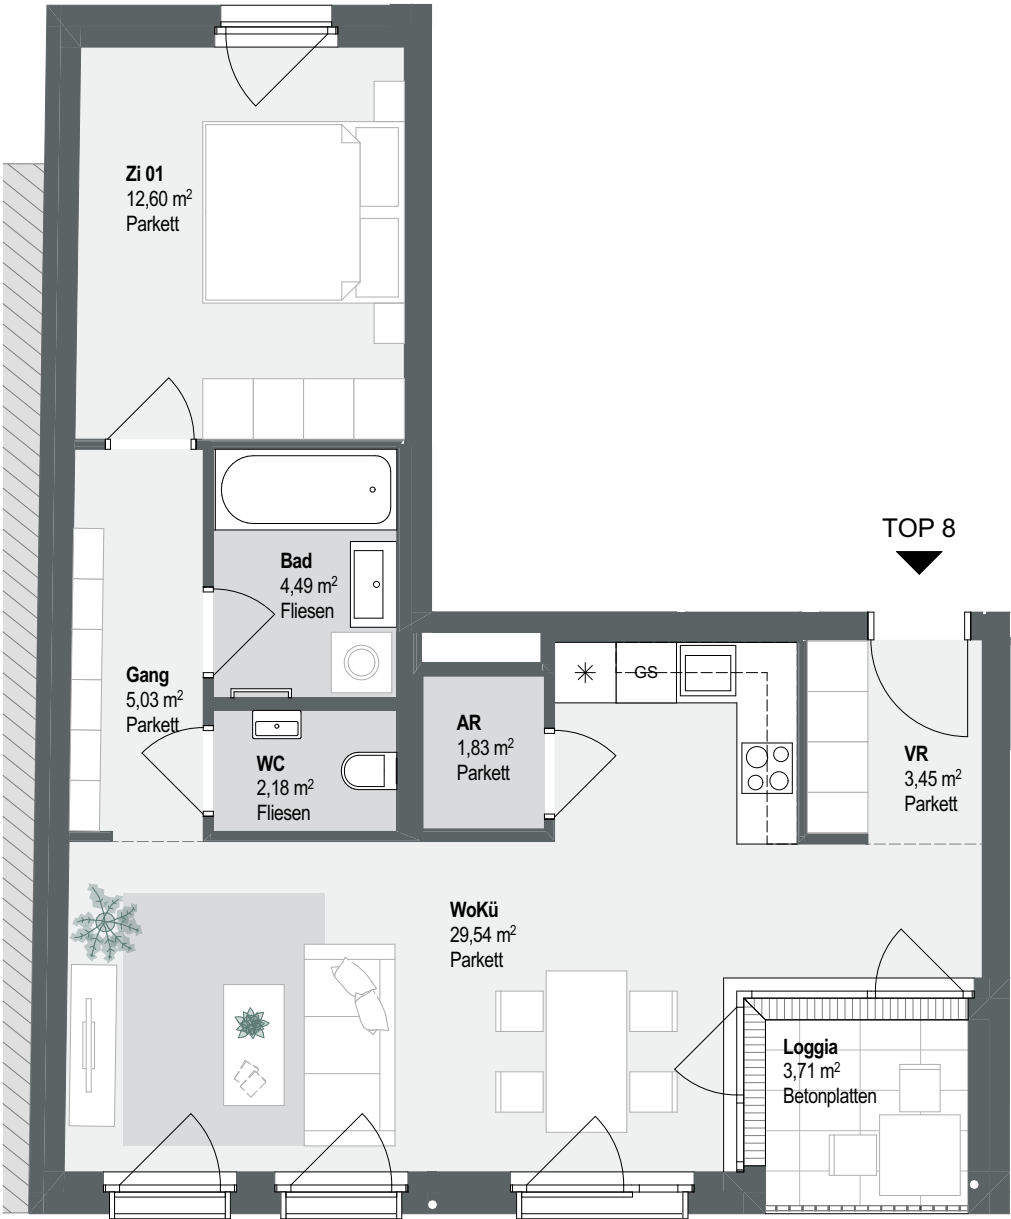 Zi 01
12,60 m²
Parkett
TOP 8
Bad
4,49 m²
Fliesen
Gang
5,03 m²
Parkett
GS
AR
1,83 m²
Parkett
WC
2,18 m²
Fliesen
VR
3,45 m²
Parkett
WoKü
29,54 m²
Parkett
Loggia
3,71 m²
Betonplatten